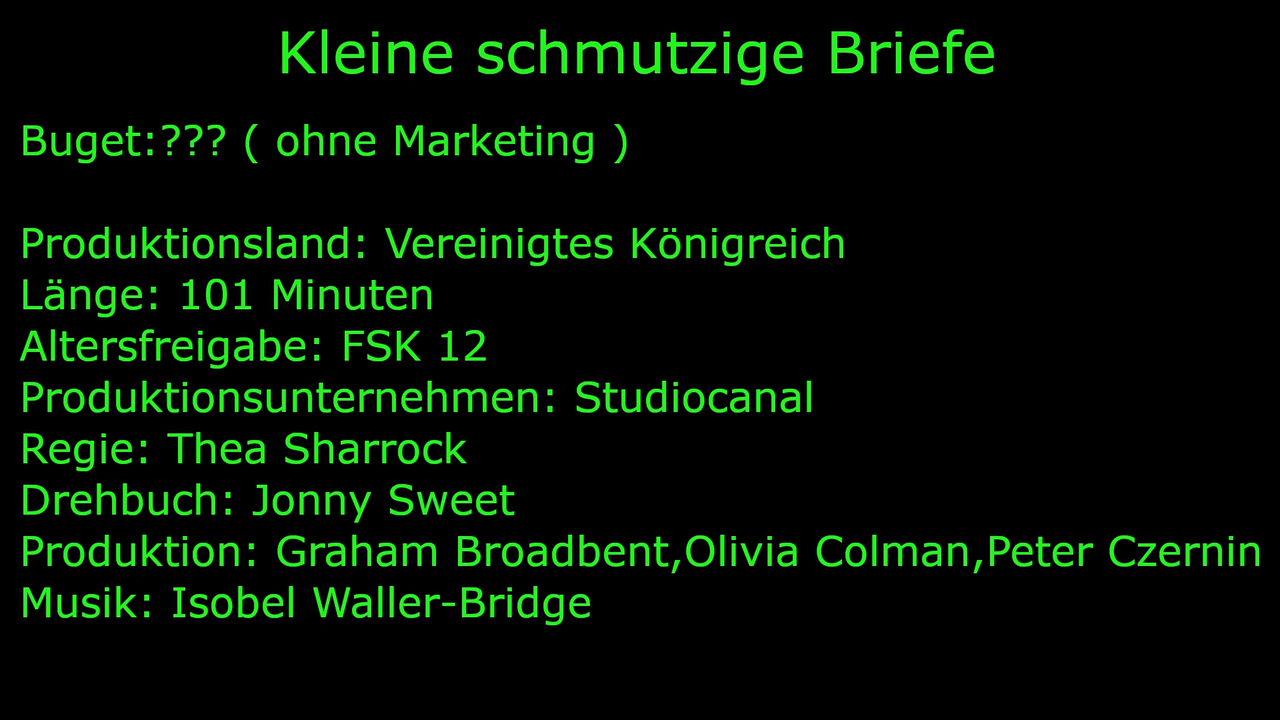 Kleine schmutzige Briefe
Buget:??? ( ohne Marketing )
Produktionsland: Vereinigtes Königreich
Länge: 101 Minuten
Altersfreigabe: FSK 12
Produktionsunternehmen: Studiocanal
Regie: Thea Sharrock
Drehbuch: Jonny Sweet
Produktion: Graham Broadbent,Olivia Colman,Peter Czernin
Musik: Isobel Waller-Bridge